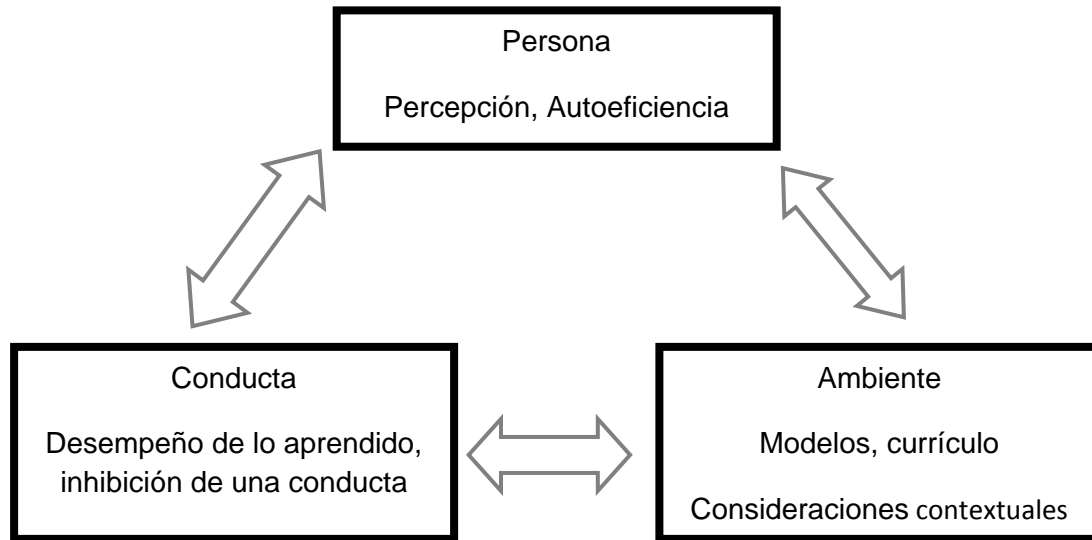 Persona
Percepción, Autoeficiencia
Conducta
Desempeño de lo aprendido,
inhibición de una conducta
Ambiente
Modelos, currículo
Consideraciones contextuales